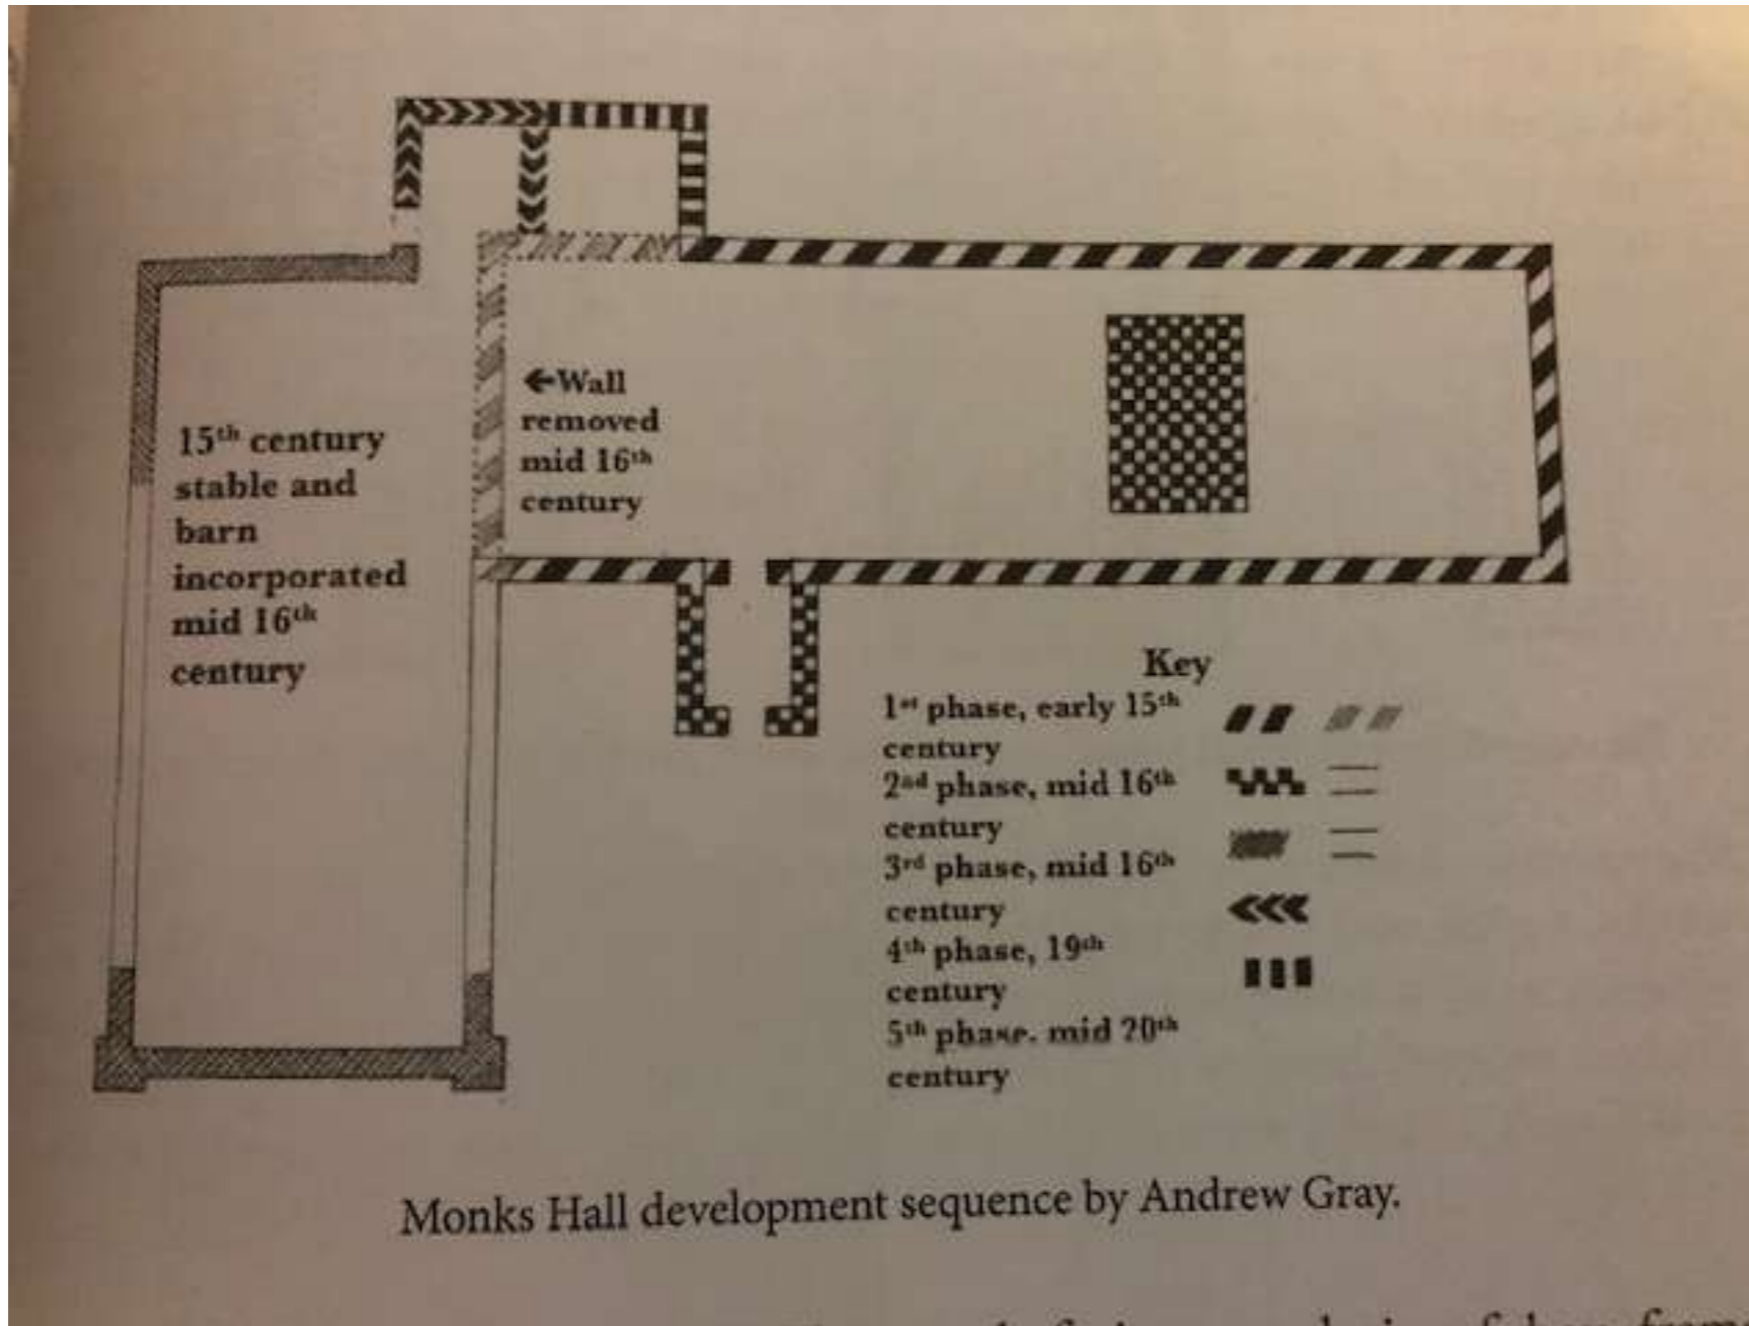 ←Wall
removed
mid 16th
century
15th century
stable and
barn
incorporated
mid 16th
century
Key
1st phase, early 15th
century
2nd phase, mid 16th
century
3rd phase, mid 16th
century
4th phase, 19th
century
5th phase. mid 20th
century
Monks Hall development sequence by Andrew Gray.